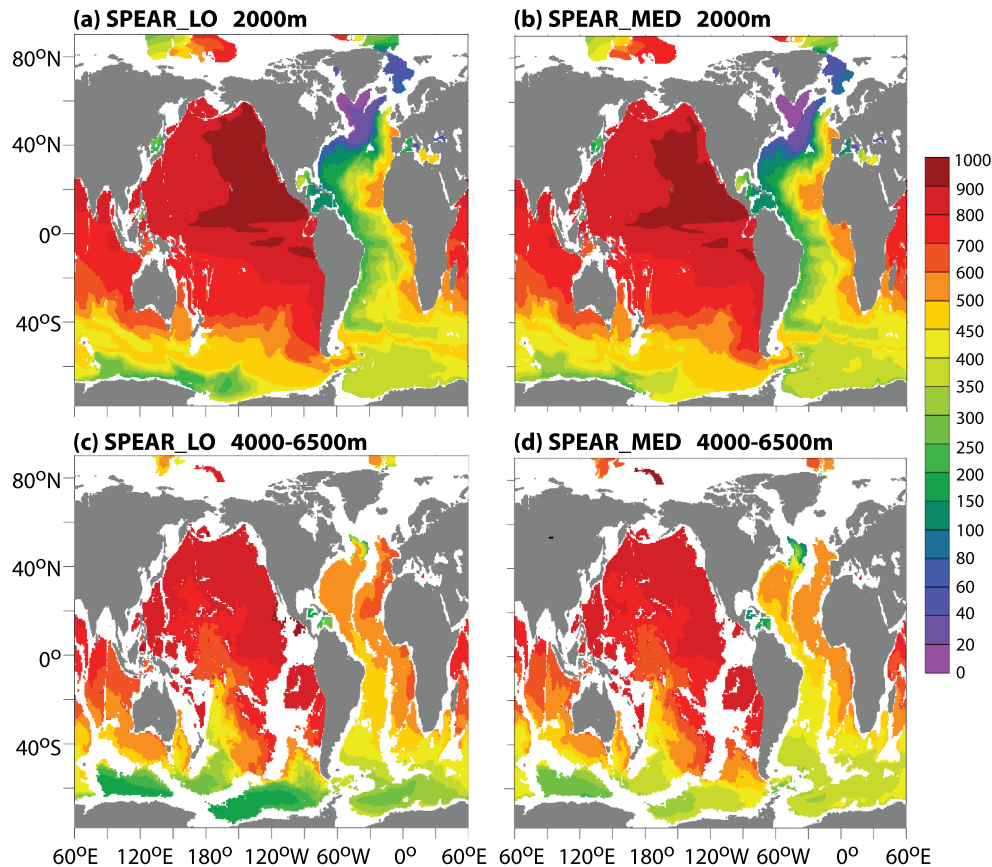 (a) SPEAR_LO 2000m
(b) SPEAR_MED 2000m
80°N
40°N
0°
40°S
80°N
40°N
0°
40°S
1000
900
800
700
600
500
450
400
350
300
250
200
150
100
80
60
40
20
0
(c) SPEAR_LO 4000-6500m
(d) SPEAR_MED 4000-6500m
80°N
40°N
0°
40°S
80°N
40°N
0°
40°S
60°E 120°E 180° 120°W 60°W 0° 60°E
60°E 120°E 180° 120°W 60°W 0° 60°E